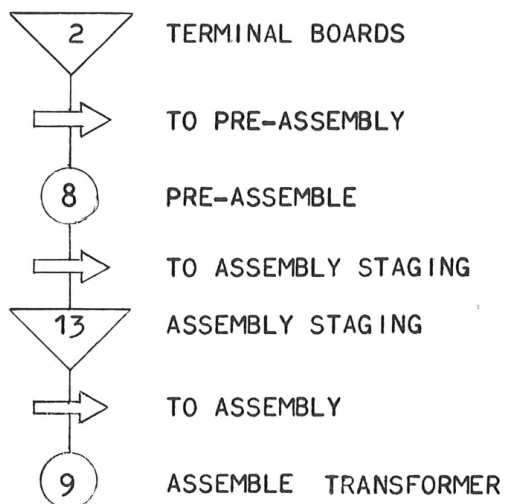 2 TERMINAL BOARDS
TO PRE-ASSEMBLY
8 PRE-ASSEMBLE
TO ASSEMBLY STAGING
13 ASSEMBLY STAGING
TO ASSEMBLY
9 ASSEMBLE TRANSFORMER